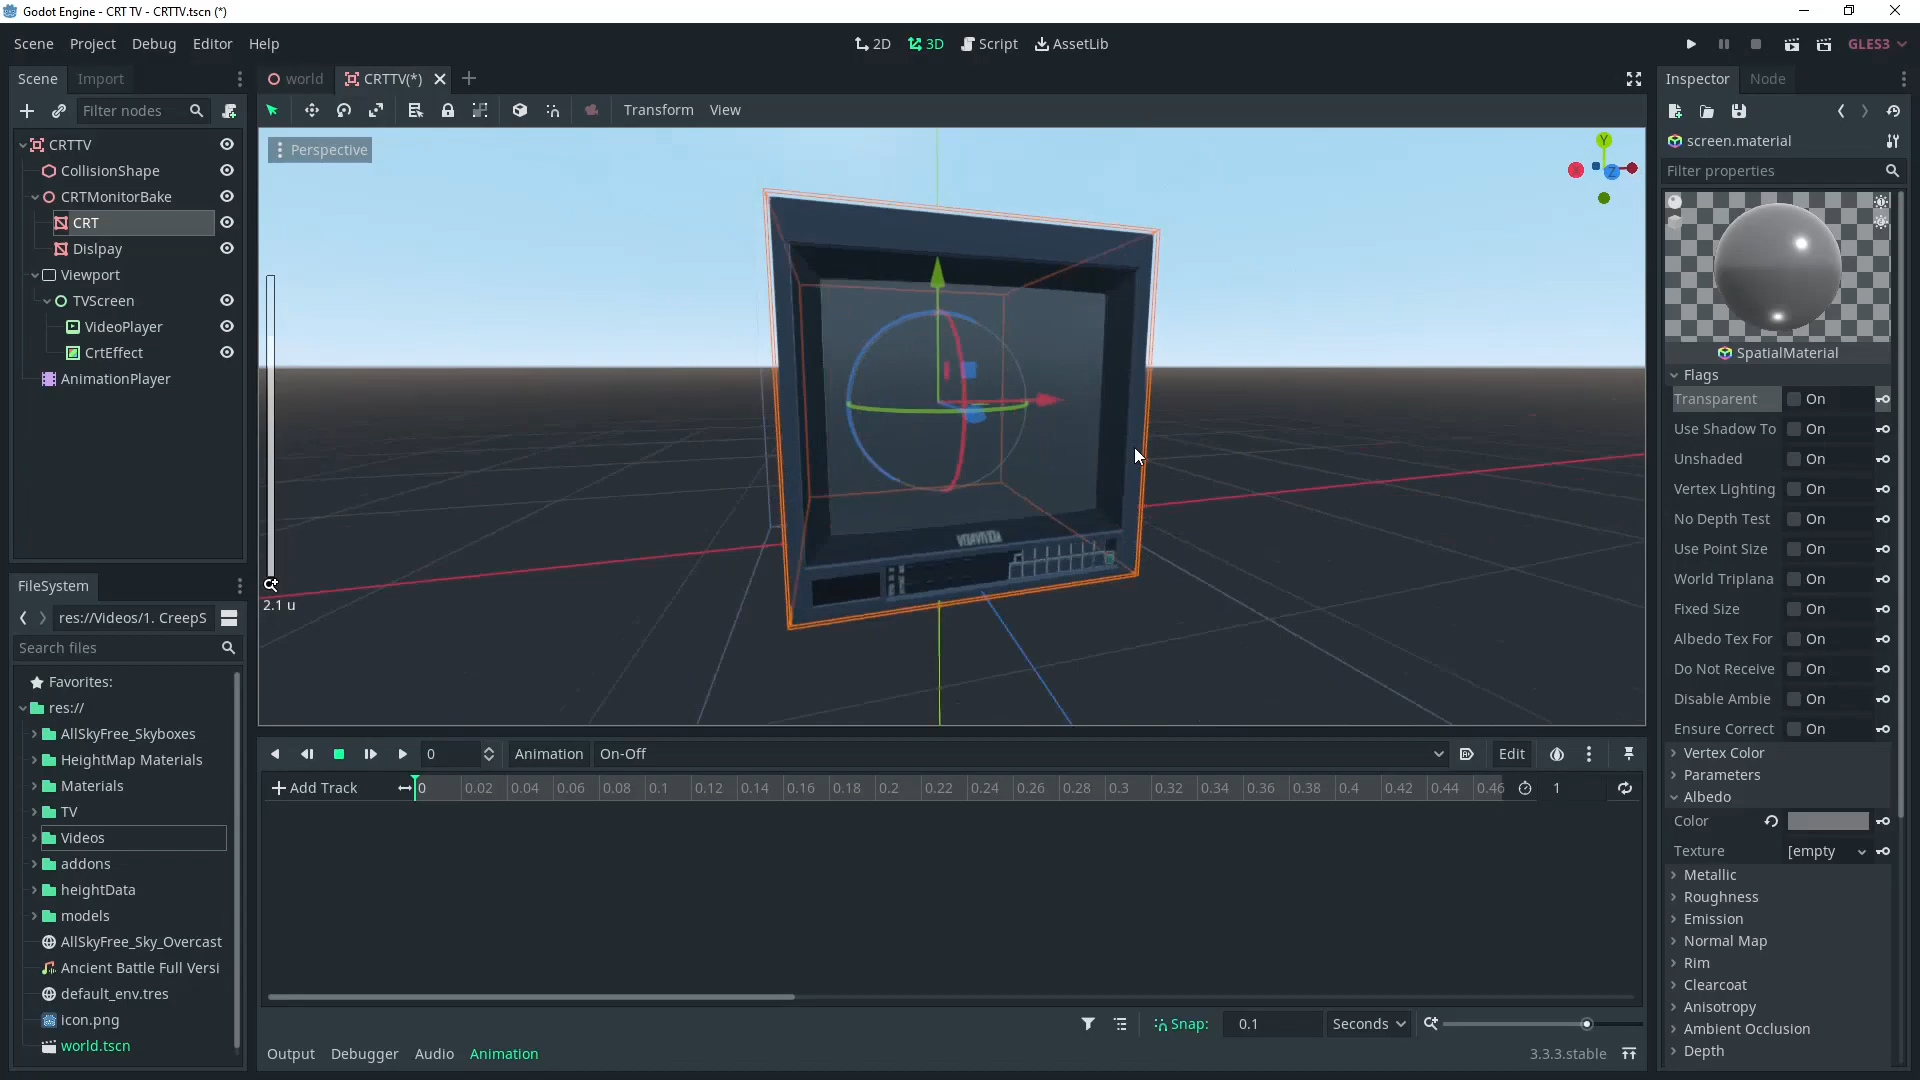 Godot Engine - CRT TV - CRTTV.tscn (*)
Scene Project Debug Editor Help
2D 3D Script AssetLib
GLES3
Scene Import
world CRTTV(*)
Inspector Node
Filter nodes
Transform View
Perspective
screen.material
Filter properties
CRTTV
CollisionShape
CRTMonitorBake
CRT
Dislpay
Viewport
TVScreen
VideoPlayer
CrtEffect
AnimationPlayer
Y
X
Z
2.1 u
SpatialMaterial
Flags
Transparent On
Use Shadow To On
Unshaded On
Vertex Lighting On
No Depth Test On
Use Point Size On
World Triplana On
Fixed Size On
Albedo Tex For On
Do Not Receive On
Disable Ambie On
Ensure Correct On
Vertex Color
Parameters
Albedo
Color
Texture [empty
Metallic
Roughness
Emission
Normal Map
Rim
Clearcoat
Anisotropy
Ambient Occlusion
Depth
FileSystem
res://Videos/1. CreepS
Search files
Favorites:
res://
AllSkyFree_Skyboxes
HeightMap Materials
Materials
TV
Videos
addons
heightData
models
AllSkyFree_Sky_Overcast
Ancient Battle Full Versi
default_env.tres
icon.png
world.tscn
0 Animation On-Off Edit
Add Track 0 0.02 0.04 0.06 0.08 0.1 0.12 0.14 0.16 0.18 0.2 0.22 0.24 0.26 0.28 0.3 0.32 0.34 0.36 0.38 0.4 0.42 0.44 0.46 1
Snap: 0.1 Seconds
Output Debugger Audio Animation
3.3.3.stable